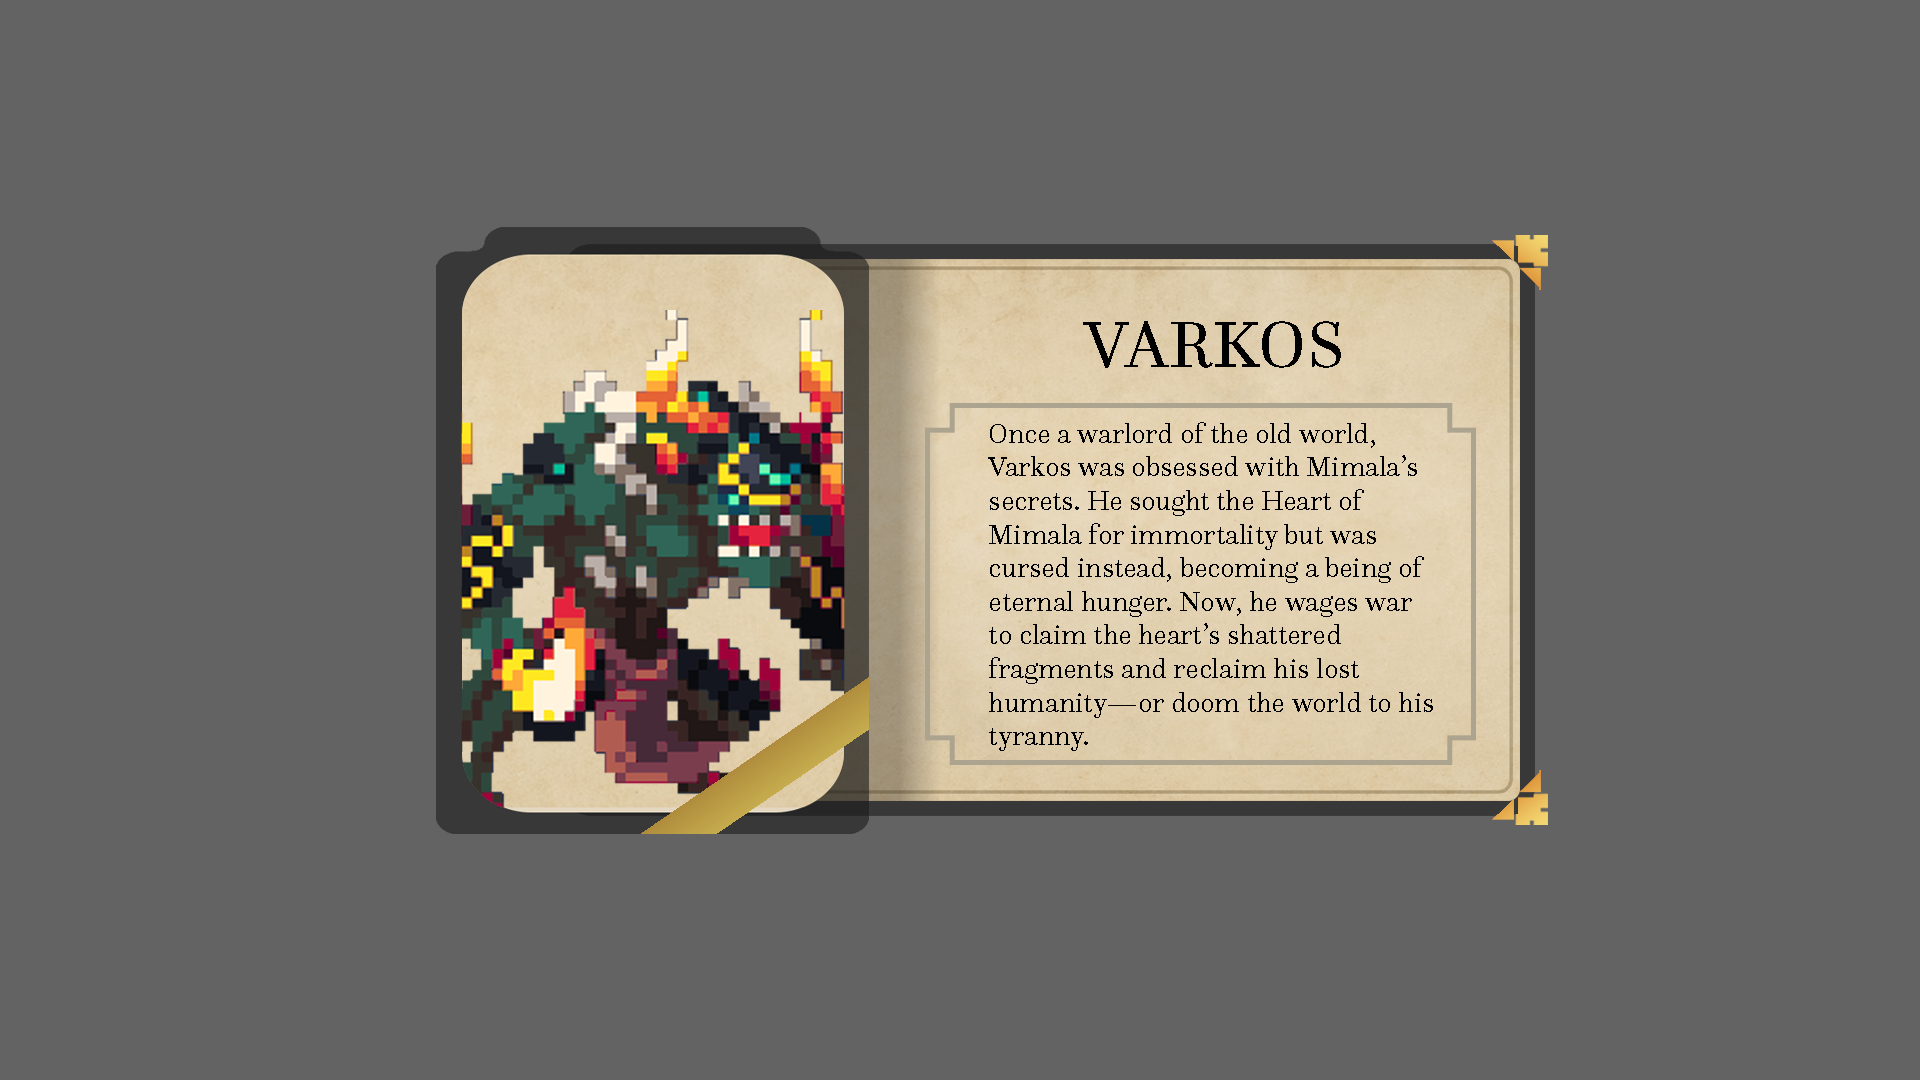 VARKOS
Once a warlord of the old world,
Varkos was obsessed with Mimala’s
secrets. He sought the Heart of
Mimala for immortality but was
cursed instead, becoming a being of
eternal hunger. Now, he wages war
to claim the heart’s shattered
fragments and reclaim his lost
humanity—or doom the world to his
tyranny.